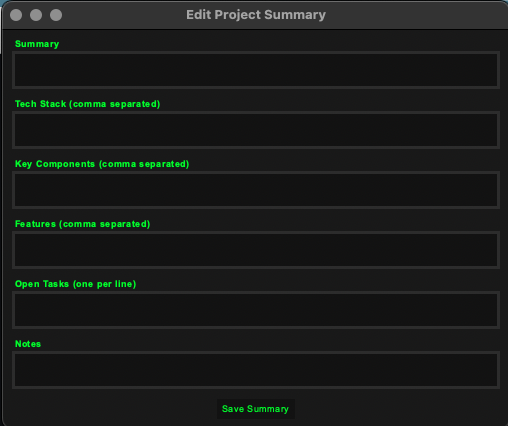 Edit Project Summary
Summary
Tech Stack (comma separated)
Key Components (comma separated)
Features (comma separated)
Open Tasks (one per line)
Notes
Save Summary